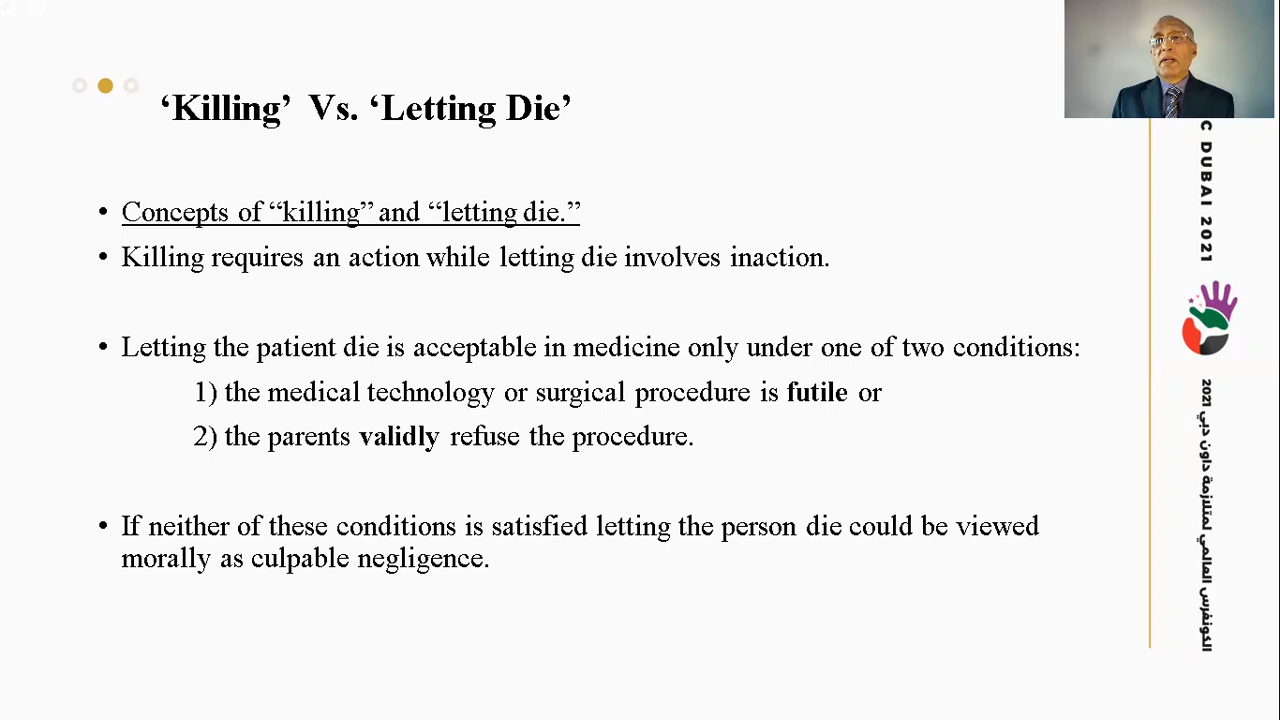 ‘Killing’ Vs. ‘Letting Die’
• Concepts of “killing” and “letting die.”
• Killing requires an action while letting die involves inaction.
• Letting the patient die is acceptable in medicine only under one of two conditions:
1) the medical technology or surgical procedure is futile or
2) the parents validly refuse the procedure.
• If neither of these conditions is satisfied letting the person die could be viewed
morally as culpable negligence.
C DUBAI 2021
الكونغرس العالمي لمتلازمة داون دبي 2021